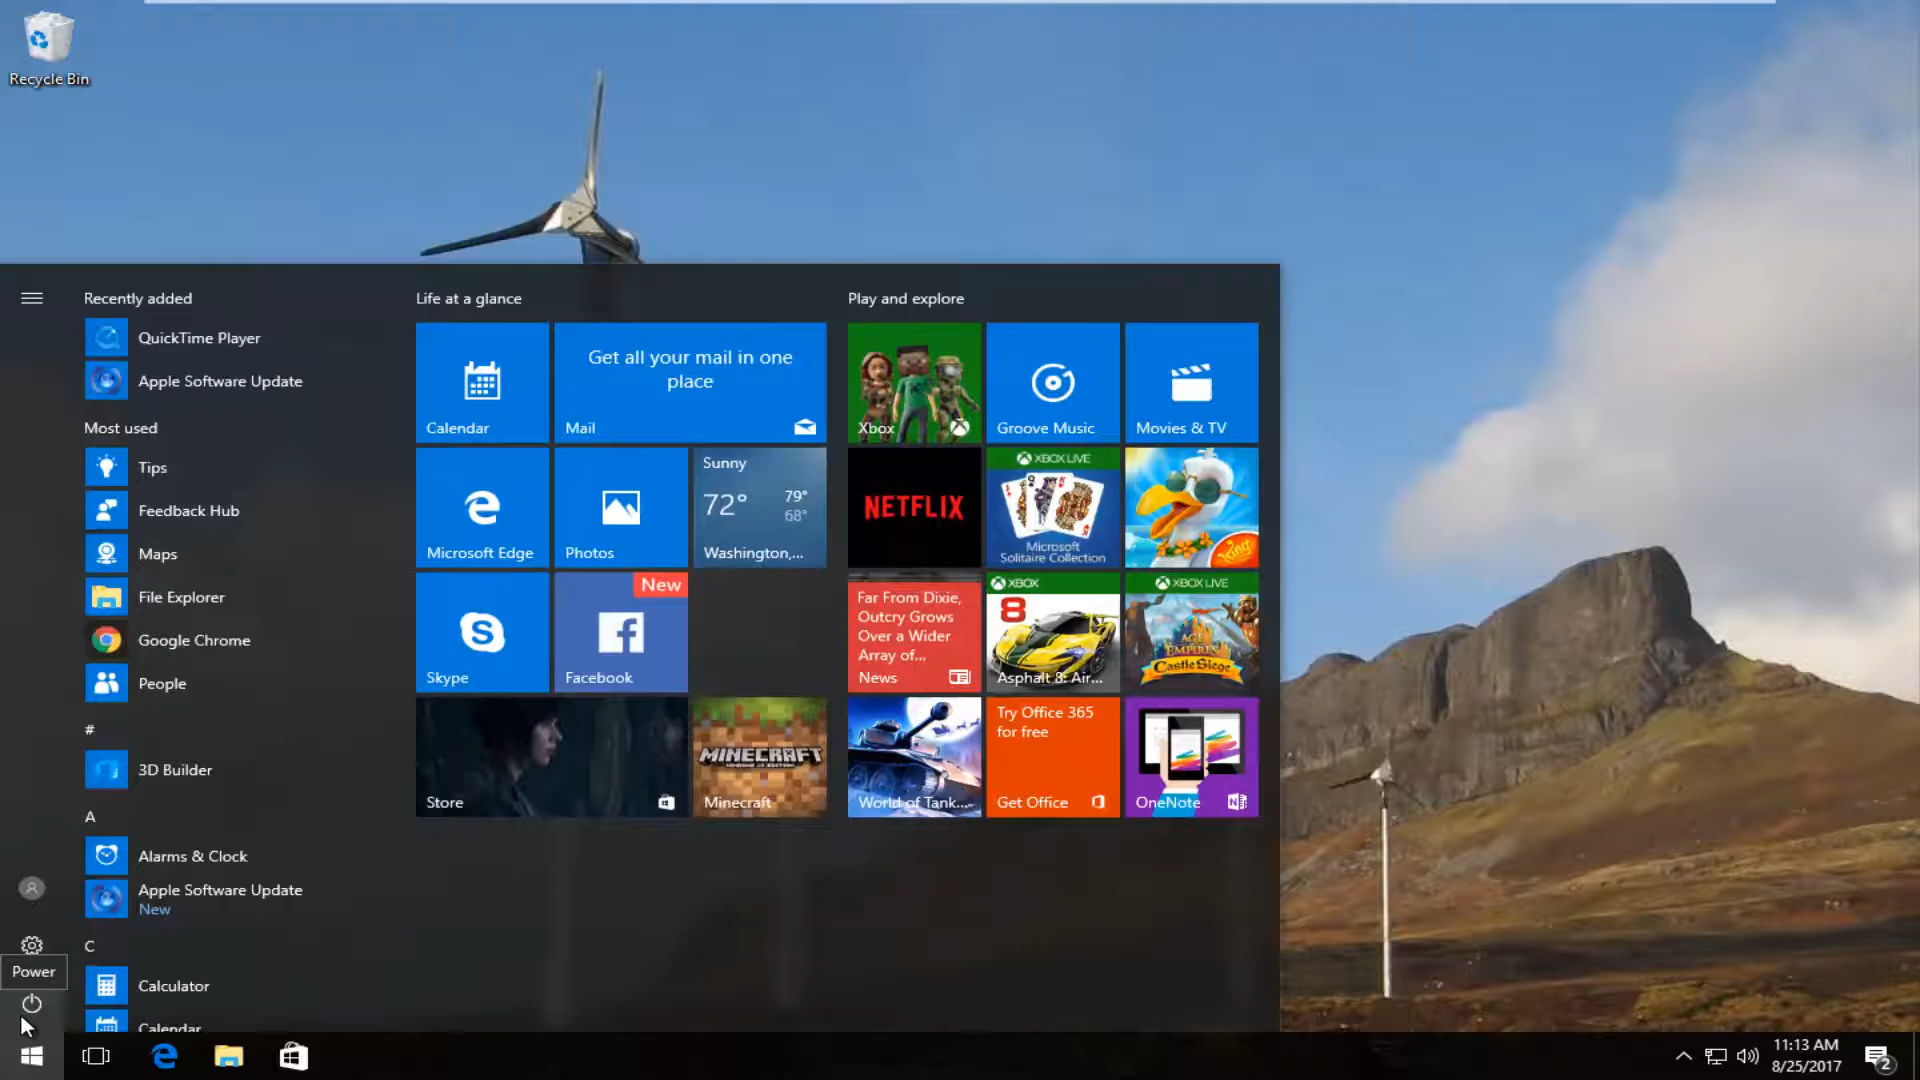 Recycle Bin
Recently added
QuickTime Player
Apple Software Update
Most used
Tips
Feedback Hub
Maps
File Explorer
Google Chrome
People
#
3D Builder
A
Alarms & Clock
Apple Software Update
New
C
Calculator
Calendar
Power
Life at a glance
Calendar
Get all your mail in one
place
Mail
Microsoft Edge
Photos
Sunny
72°
79°
68°
Washington,...
Skype
New
Facebook
Store
MINECRAFT
Minecraft
Play and explore
Xbox
Groove Music
Movies & TV
NETFLIX
XBOX LIVE
Microsoft
Solitaire Collection
King
Far From Dixie,
Outcry Grows
Over a Wider
Array of...
News
XBOX
8
Asphalt 8: Air...
XBOX LIVE
AGE OF
EMPIRES
Castle Siege
World of Tank...
Try Office 365
for free
Get Office
OneNote
11:13 AM
8/25/2017
2